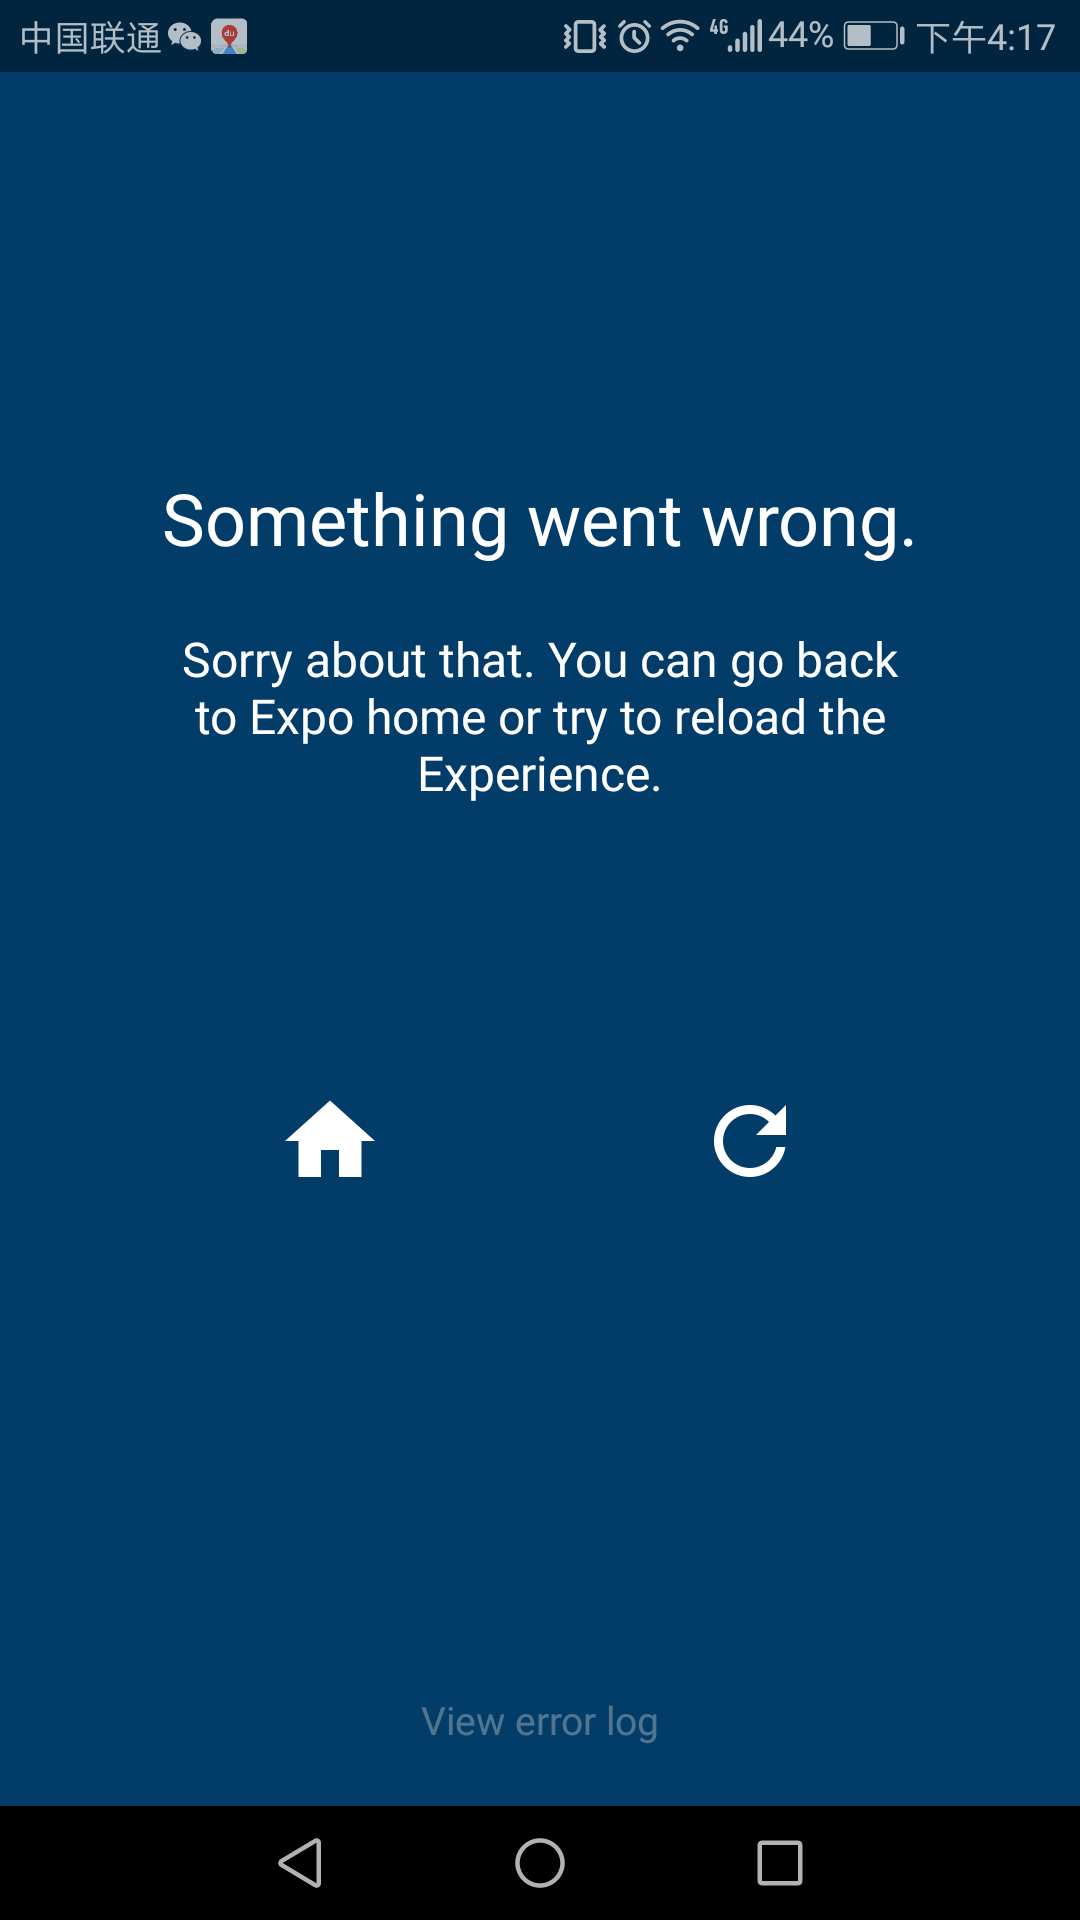 中国联通 4G 44% 下午4:17
Something went wrong.
Sorry about that. You can go back
to Expo home or try to reload the
Experience.
View error log